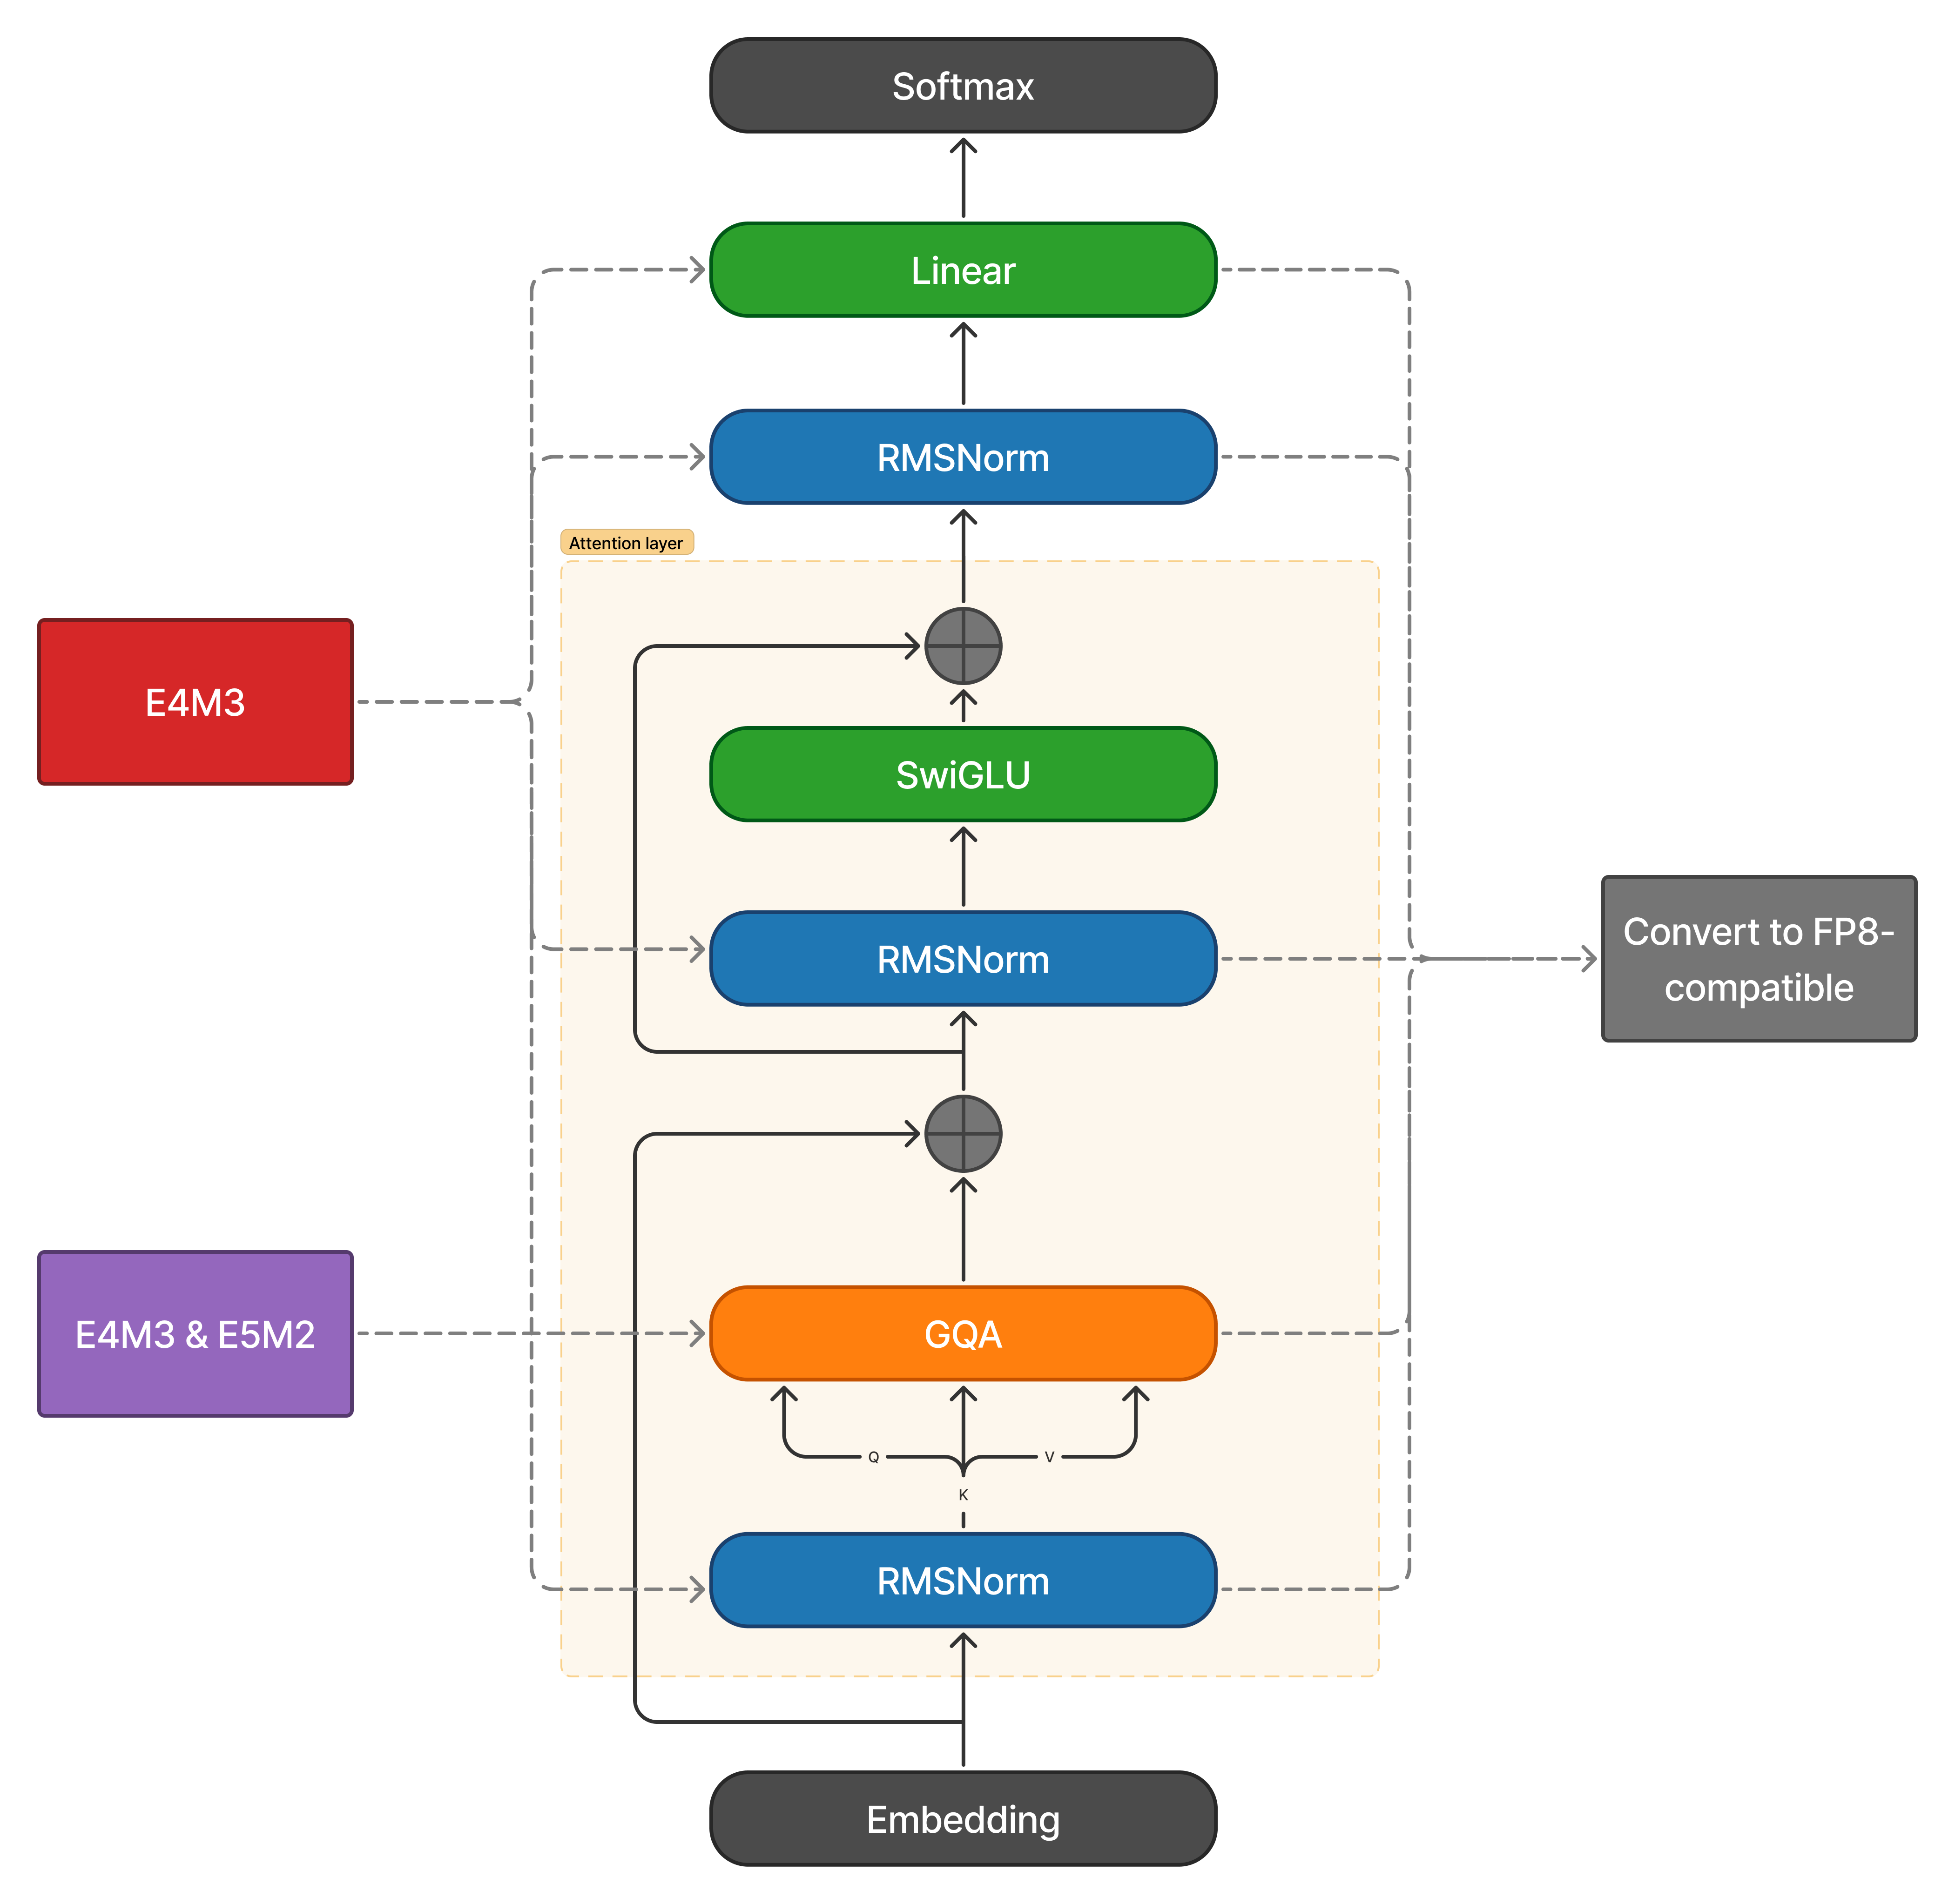 Softmax
Linear
RMSNorm
Attention layer
E4M3
SwiGLU
RMSNorm
Convert to FP8-
compatible
E4M3 & E5M2
GQA
Q
V
K
RMSNorm
Embedding